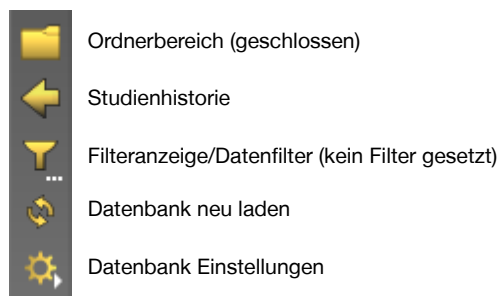 Ordnerbereich (geschlossen)
Studienhistorie
Filteranzeige/Datenfilter (kein Filter gesetzt)
Datenbank neu laden
Datenbank Einstellungen